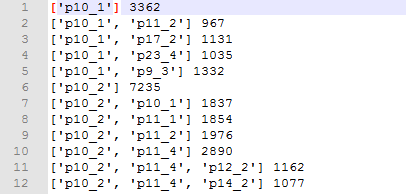 1 ['p10_1'] 3362
2 ['p10_1', 'p11_2'] 967
3 ['p10_1', 'p17_2'] 1131
4 ['p10_1', 'p23_4'] 1035
5 ['p10_1', 'p9_3'] 1332
6 ['p10_2'] 7235
7 ['p10_2', 'p10_1'] 1837
8 ['p10_2', 'p11_1'] 1854
9 ['p10_2', 'p11_2'] 1976
10 ['p10_2', 'p11_4'] 2890
11 ['p10_2', 'p11_4', 'p12_2'] 1162
12 ['p10_2', 'p11_4', 'p14_2'] 1077